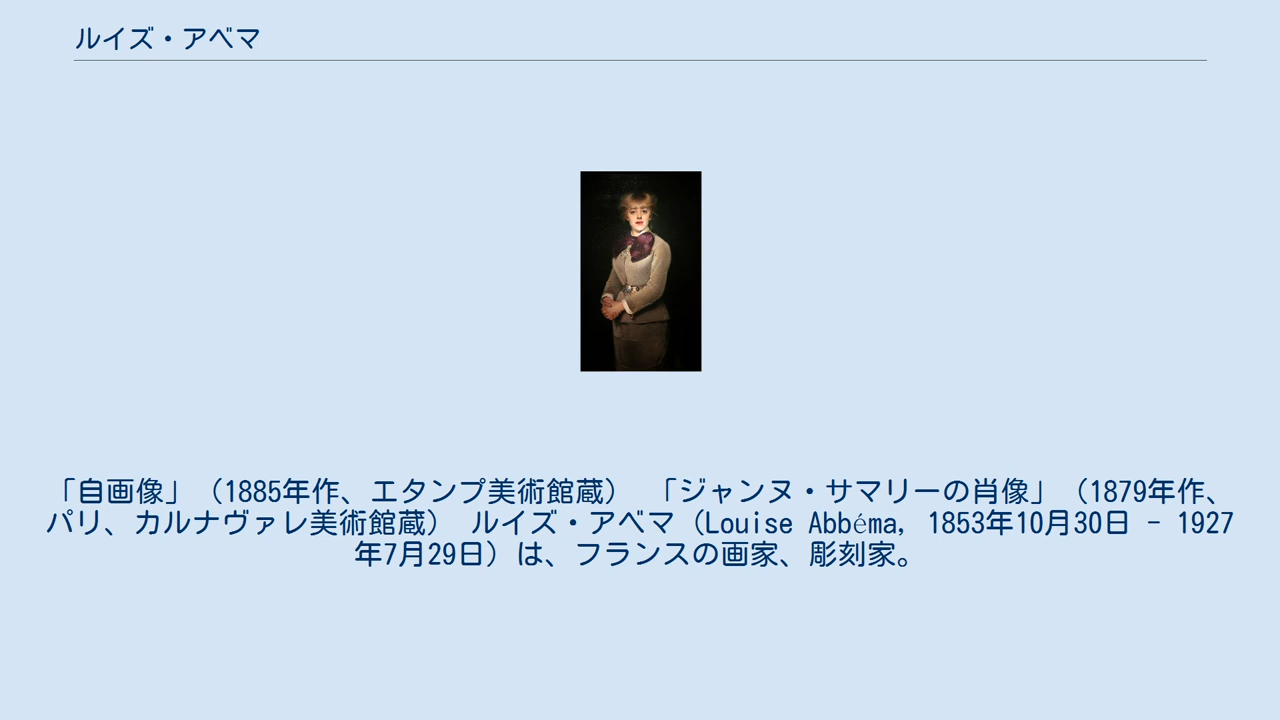 ルイズ・アベマ
「自画像」（1885年作、エタンプ美術館蔵）　「ジャンヌ・サマリーの肖像」（1879年作、
パリ、カルナヴァレ美術館蔵）　ルイズ・アベマ（Louise Abbéma, 1853年10月30日 - 1927
年7月29日）は、フランスの画家、彫刻家。